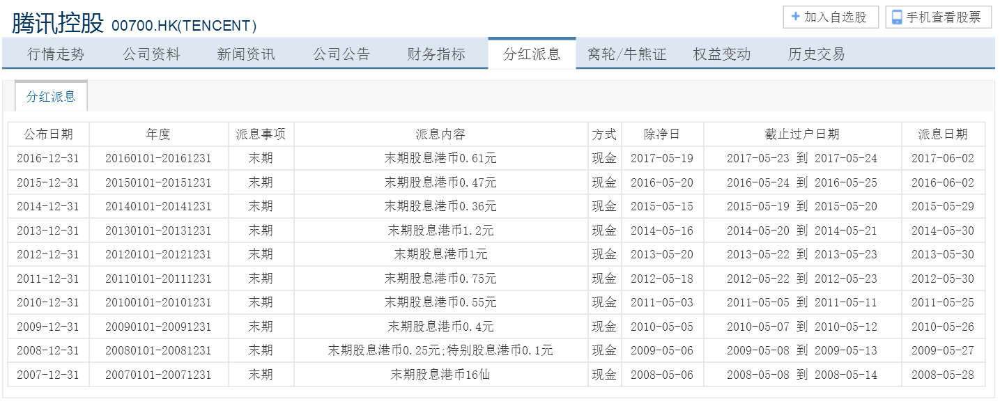 腾讯控股 00700.HK(TENCENT)
+ 加入自选股 手机查看股票
行情走势 公司资料 新闻资讯 公司公告 财务指标 分红派息 窝轮/牛熊证 权益变动 历史交易
分红派息
公布日期 年度 派息事项 派息内容 方式 除净日 截止过户日期 派息日期
2016-12-31 20160101-20161231 末期 末期股息港币0.61元 现金 2017-05-19 2017-05-23 到 2017-05-24 2017-06-02
2015-12-31 20150101-20151231 末期 末期股息港币0.47元 现金 2016-05-20 2016-05-24 到 2016-05-25 2016-06-02
2014-12-31 20140101-20141231 末期 末期股息港币0.36元 现金 2015-05-15 2015-05-19 到 2015-05-20 2015-05-29
2013-12-31 20130101-20131231 末期 末期股息港币1.2元 现金 2014-05-16 2014-05-20 到 2014-05-21 2014-05-30
2012-12-31 20120101-20121231 末期 末期股息港币1元 现金 2013-05-20 2013-05-22 到 2013-05-23 2013-05-30
2011-12-31 20110101-20111231 末期 末期股息港币0.75元 现金 2012-05-18 2012-05-22 到 2012-05-23 2012-05-30
2010-12-31 20100101-20101231 末期 末期股息港币0.55元 现金 2011-05-03 2011-05-05 到 2011-05-11 2011-05-25
2009-12-31 20090101-20091231 末期 末期股息港币0.4元 现金 2010-05-05 2010-05-07 到 2010-05-12 2010-05-26
2008-12-31 20080101-20081231 末期 末期股息港币0.25元;特别股息港币0.1元 现金 2009-05-06 2009-05-08 到 2009-05-13 2009-05-27
2007-12-31 20070101-20071231 末期 末期股息港币16仙 现金 2008-05-06 2008-05-08 到 2008-05-14 2008-05-28